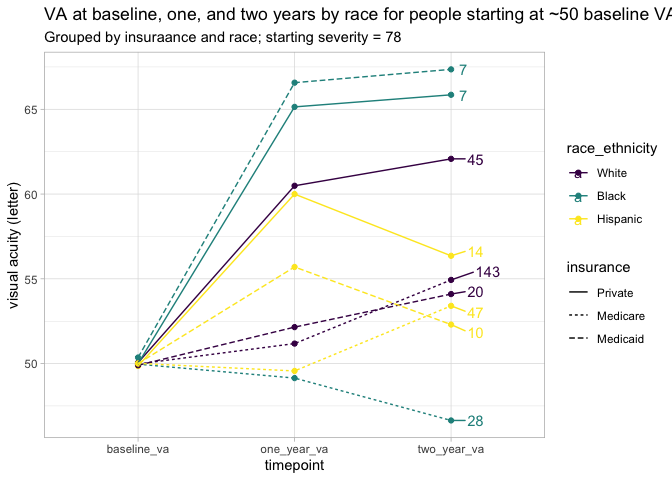 VA at baseline, one, and two years by race for people starting at ~50 baseline VA
Grouped by insuraance and race; starting severity = 78
visual acuity (letter)
65
60
55
50
7
7
45
14
143
20
47
10
28
baseline_va
one_year_va
two_year_va
timepoint
race_ethnicity
a White
a Black
a Hispanic
insurance
Private
Medicare
Medicaid